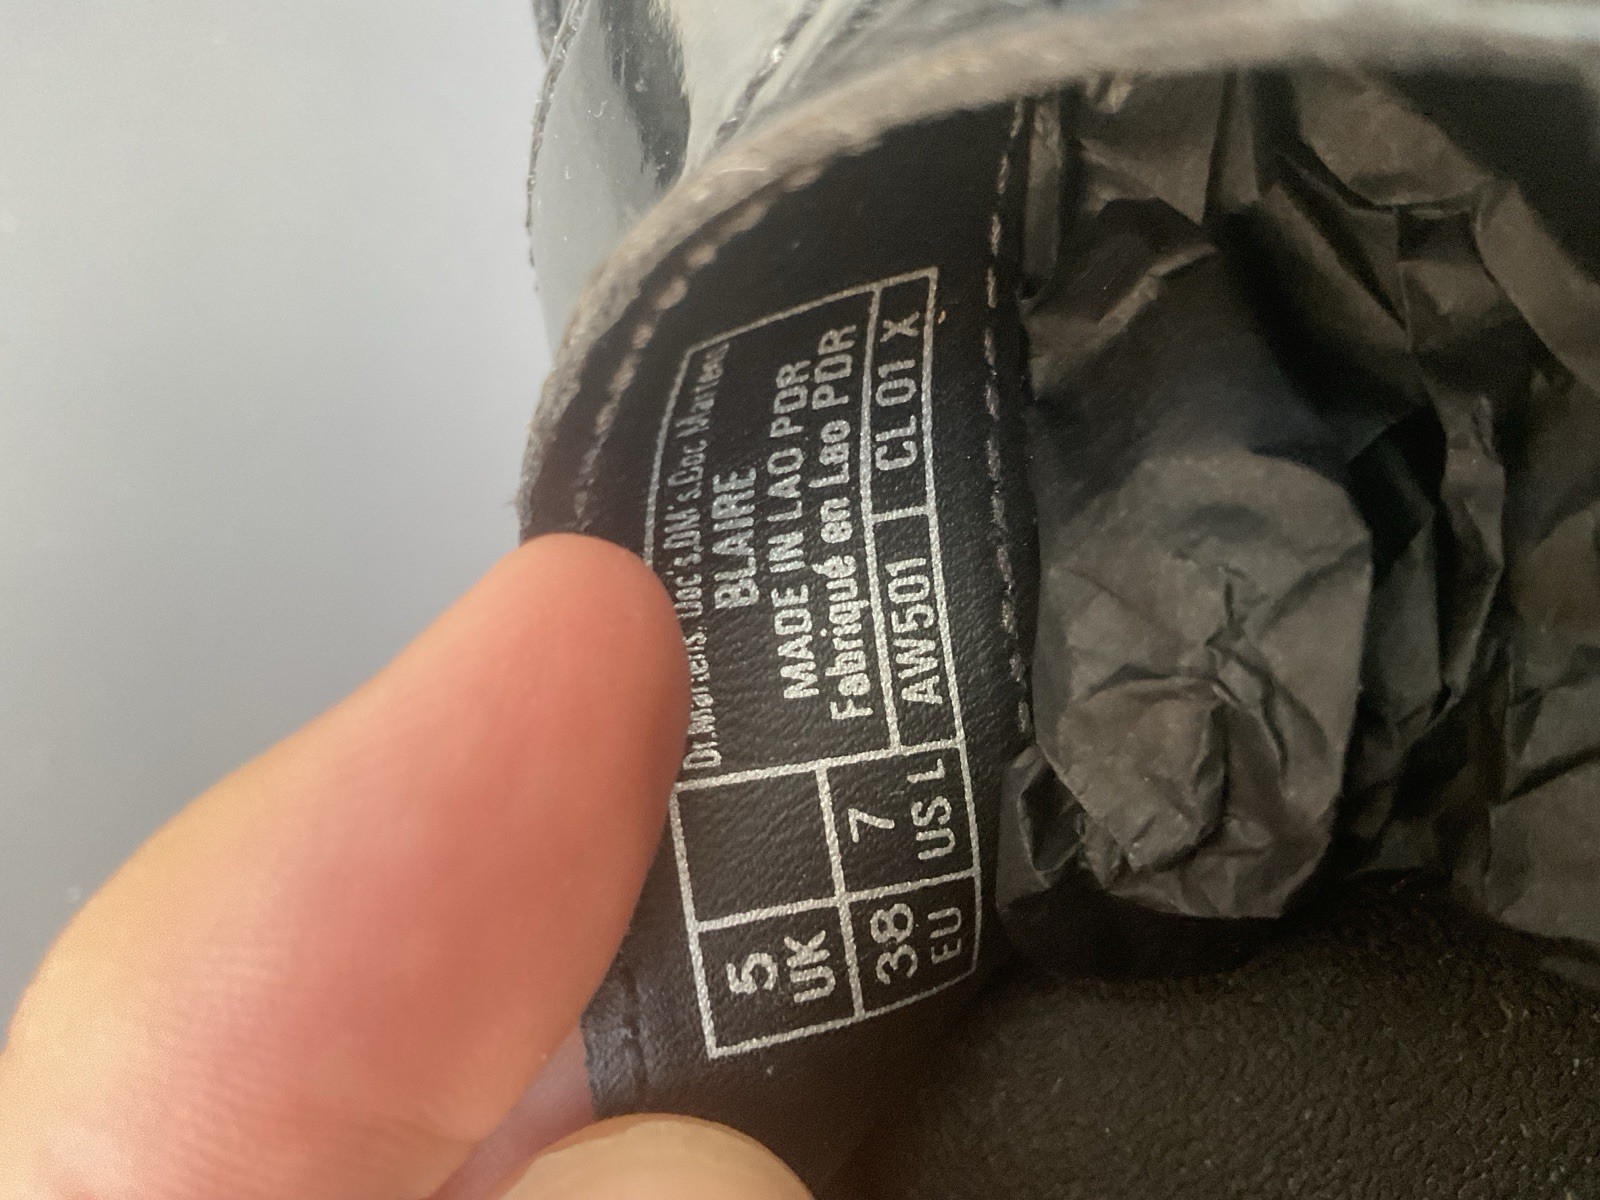 Dr.Martens, Doc's.DM's.Doc Martens
BLAIRE
MADE IN LAO PDR
Fabriqué en Lao PDR
AW501 CL 01 X
7
US L
5
UK
38
EU